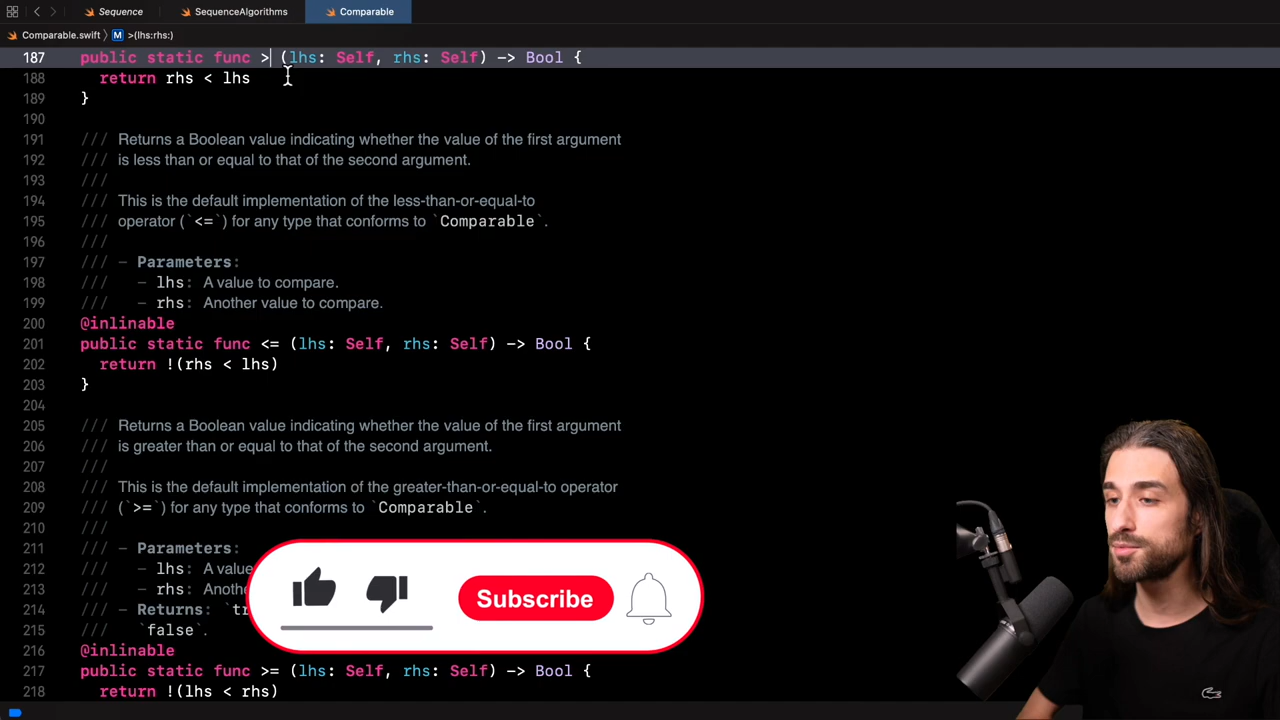 Sequence
SequenceAlgorithms
Comparable
Comparable.swift
M
>(lhs:rhs:)
187 public static func > (lhs: Self, rhs: Self) -> Bool {
188 return rhs < lhs
189 }
190
191 /// Returns a Boolean value indicating whether the value of the first argument
192 /// is less than or equal to that of the second argument.
193 ///
194 /// This is the default implementation of the less-than-or-equal-to
195 /// operator (`<=`) for any type that conforms to `Comparable`.
196 ///
197 /// - Parameters:
198 /// - lhs: A value to compare.
199 /// - rhs: Another value to compare.
200 @inlinable
201 public static func <= (lhs: Self, rhs: Self) -> Bool {
202 return !(rhs < lhs)
203 }
204
205 /// Returns a Boolean value indicating whether the value of the first argument
206 /// is greater than or equal to that of the second argument.
207 ///
208 /// This is the default implementation of the greater-than-or-equal-to operator
209 /// (`>=`) for any type that conforms to `Comparable`.
210 ///
211 /// - Parameters:
212 /// - lhs: A
213 /// - rhs:
214 /// - Returns:
215 /// `false`.
216 @inlinable
217 public static func >= (lhs: Self, rhs: Self) -> Bool {
218 return !(lhs < rhs)
Subscribe